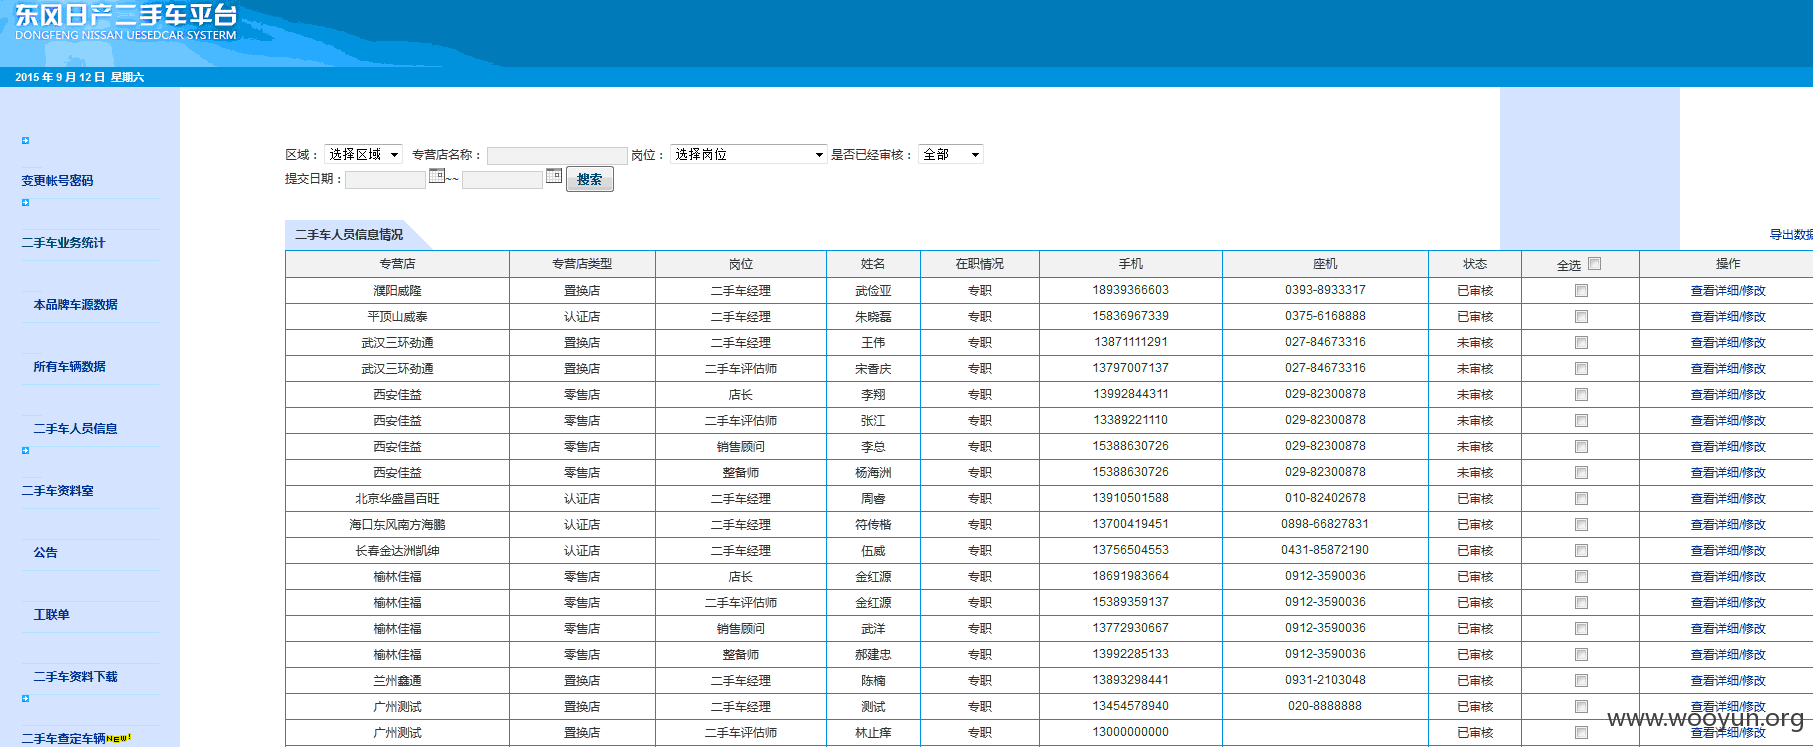 东风日产二手车平台
DONGFENG NISSAN UESEDCAR SYSTERM
2015 年 9 月 12 日 星期六
变更帐号密码
二手车业务统计
本品牌车源数据
所有车辆数据
二手车人员信息
二手车资料室
公告
工联单
二手车资料下载
二手车查定车辆NEW!
区域： 选择区域 专营店名称： 岗位： 选择岗位 是否已经审核： 全部
提交日期： ~~ 搜索
二手车人员信息情况
导出数据
专营店 专营店类型 岗位 姓名 在职情况 手机 座机 状态 全选 操作
濮阳威隆 置换店 二手车经理 武俭亚 专职 18939366603 0393-8933317 已审核 查看详细/修改
平顶山威泰 认证店 二手车经理 朱晓磊 专职 15836967339 0375-6168888 已审核 查看详细/修改
武汉三环劲通 置换店 二手车经理 王伟 专职 13871111291 027-84673316 未审核 查看详细/修改
武汉三环劲通 置换店 二手车评估师 宋香庆 专职 13797007137 027-84673316 未审核 查看详细/修改
西安佳益 零售店 店长 李翔 专职 13992844311 029-82300878 未审核 查看详细/修改
西安佳益 零售店 二手车评估师 张江 专职 13389221110 029-82300878 未审核 查看详细/修改
西安佳益 零售店 销售顾问 李总 专职 15388630726 029-82300878 未审核 查看详细/修改
西安佳益 零售店 整备师 杨海洲 专职 15388630726 029-82300878 未审核 查看详细/修改
北京华盛昌百旺 认证店 二手车经理 周睿 专职 13910501588 010-82402678 已审核 查看详细/修改
海口东风南方海鹏 认证店 二手车经理 符传楷 专职 13700419451 0898-66827831 已审核 查看详细/修改
长春金达洲凯绅 认证店 二手车经理 伍威 专职 13756504553 0431-85872190 已审核 查看详细/修改
榆林佳福 零售店 店长 金红源 专职 18691983664 0912-3590036 已审核 查看详细/修改
榆林佳福 零售店 二手车评估师 金红源 专职 15389359137 0912-3590036 已审核 查看详细/修改
榆林佳福 零售店 销售顾问 武洋 专职 13772930667 0912-3590036 已审核 查看详细/修改
榆林佳福 零售店 整备师 郝建忠 专职 13992285133 0912-3590036 已审核 查看详细/修改
兰州鑫通 置换店 二手车经理 陈楠 专职 13893298441 0931-2103048 已审核 查看详细/修改
广州测试 置换店 二手车经理 测试 专职 13454578940 020-8888888 已审核 查看详细/修改
广州测试 置换店 二手车评估师 林止痒 专职 13000000000 已审核 查看详细/修改
www.wooyun.org